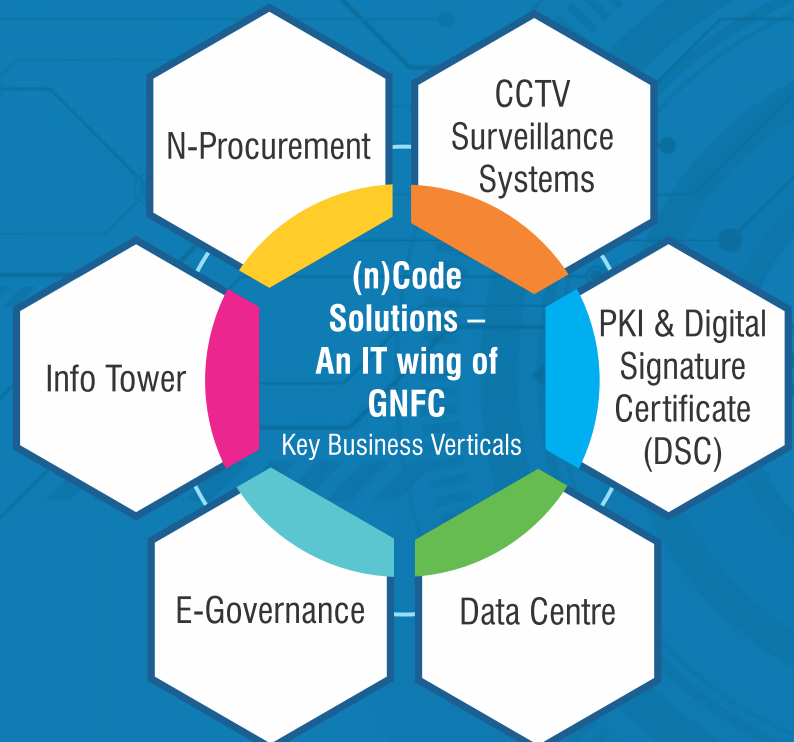 N-Procurement
CCTV
Surveillance
Systems
(n)Code
Solutions –
An IT wing of
GNFC
Key Business Verticals
Info Tower
PKI & Digital
Signature
Certificate
(DSC)
E-Governance
Data Centre